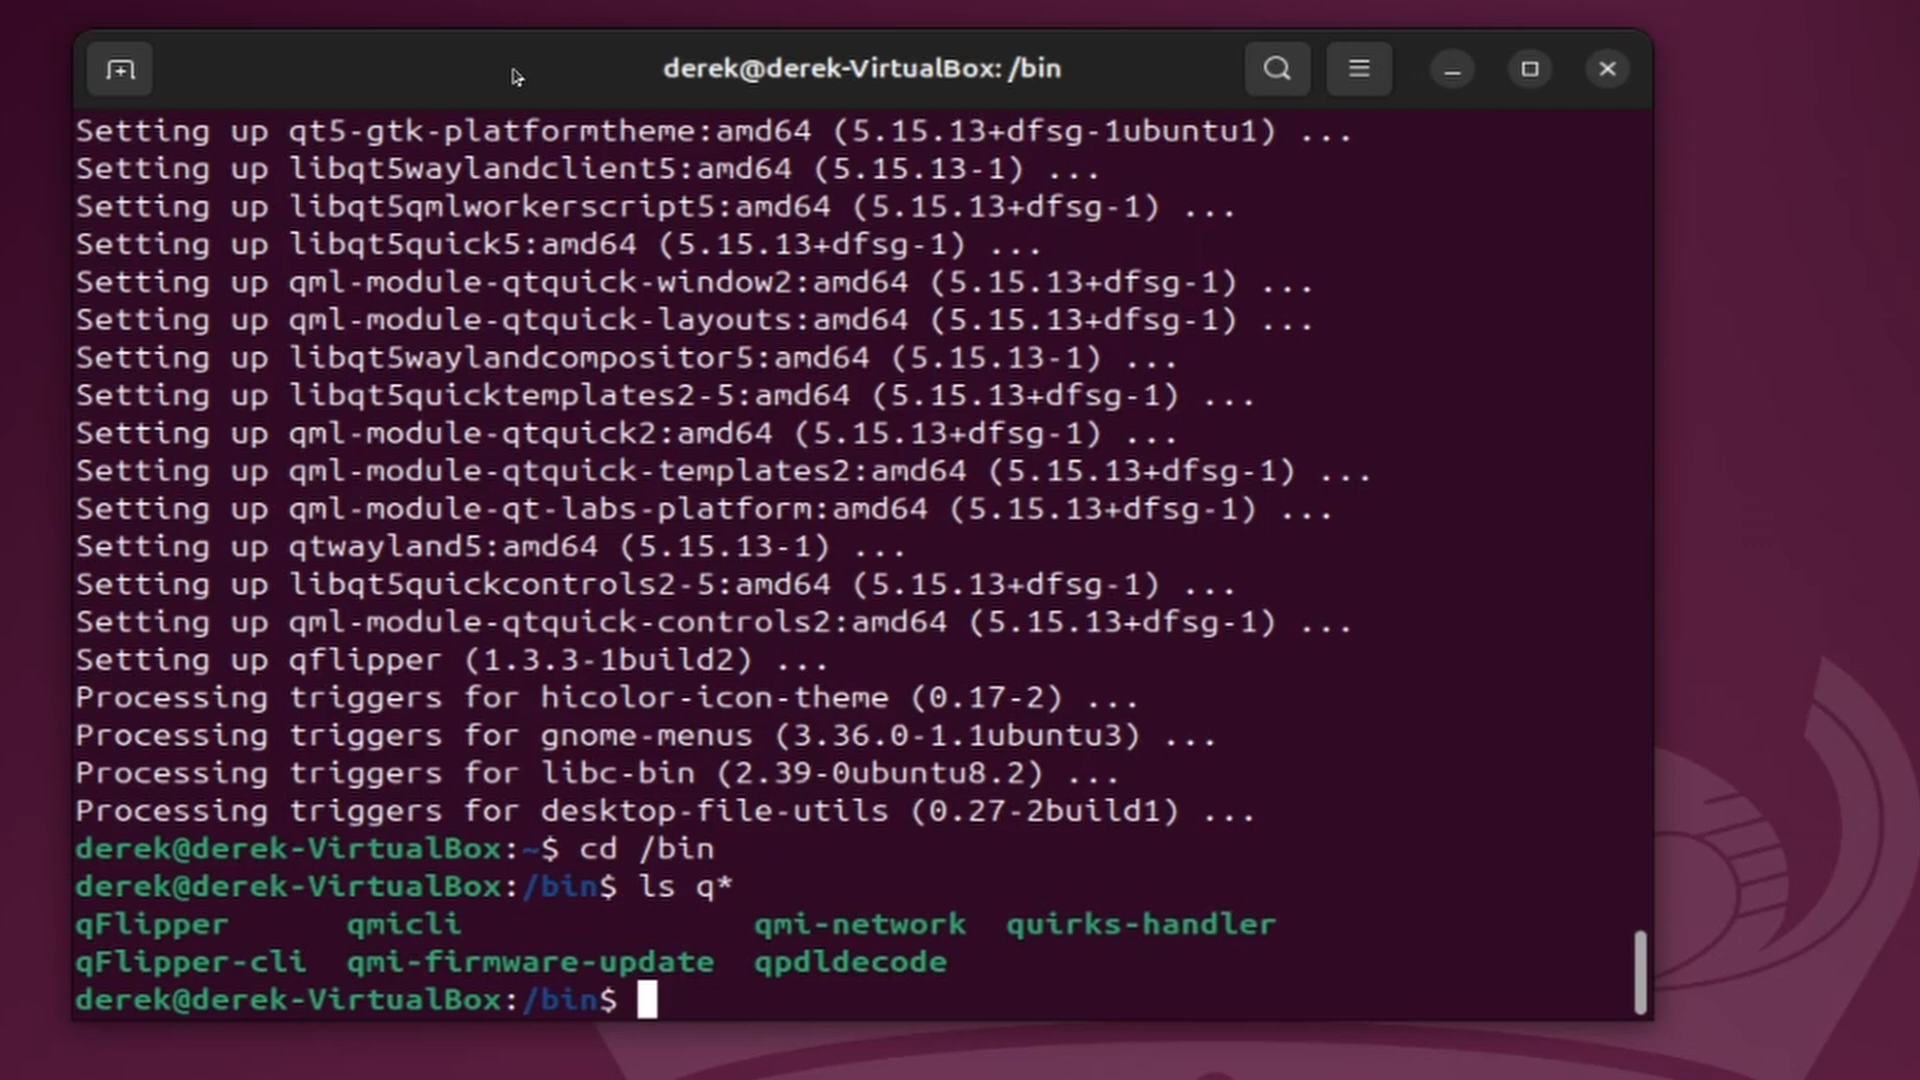 derek@derek-VirtualBox: /bin
Setting up qt5-gtk-platformtheme:amd64 (5.15.13+dfsg-1ubuntu1) ...
Setting up libqt5waylandclient5:amd64 (5.15.13-1) ...
Setting up libqt5qmlworkerscript5:amd64 (5.15.13+dfsg-1) ...
Setting up libqt5quick5:amd64 (5.15.13+dfsg-1) ...
Setting up qml-module-qtquick-window2:amd64 (5.15.13+dfsg-1) ...
Setting up qml-module-qtquick-layouts:amd64 (5.15.13+dfsg-1) ...
Setting up libqt5waylandcompositor5:amd64 (5.15.13-1) ...
Setting up libqt5quicktemplates2-5:amd64 (5.15.13+dfsg-1) ...
Setting up qml-module-qtquick2:amd64 (5.15.13+dfsg-1) ...
Setting up qml-module-qtquick-templates2:amd64 (5.15.13+dfsg-1) ...
Setting up qml-module-qt-labs-platform:amd64 (5.15.13+dfsg-1) ...
Setting up qtwayland5:amd64 (5.15.13-1) ...
Setting up libqt5quickcontrols2-5:amd64 (5.15.13+dfsg-1) ...
Setting up qml-module-qtquick-controls2:amd64 (5.15.13+dfsg-1) ...
Setting up qflipper (1.3.3-1build2) ...
Processing triggers for hicolor-icon-theme (0.17-2) ...
Processing triggers for gnome-menus (3.36.0-1.1ubuntu3) ...
Processing triggers for libc-bin (2.39-0ubuntu8.2) ...
Processing triggers for desktop-file-utils (0.27-2build1) ...
derek@derek-VirtualBox:~$ cd /bin
derek@derek-VirtualBox:/bin$ ls q*
qFlipper qmicli qmi-network quirks-handler
qFlipper-cli qmi-firmware-update qpdldecode
derek@derek-VirtualBox:/bin$